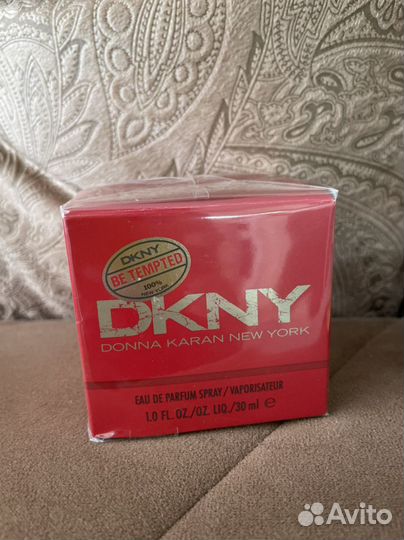 DKNY
BE TEMPTED
100%
NEW YORK
DKNY
DONNA KARAN NEW YORK
EAU DE PARFUM SPRAY/VAPORISATEUR
1.0 FL.OZ./OZ. LIQ./30 ml ℮
Avito